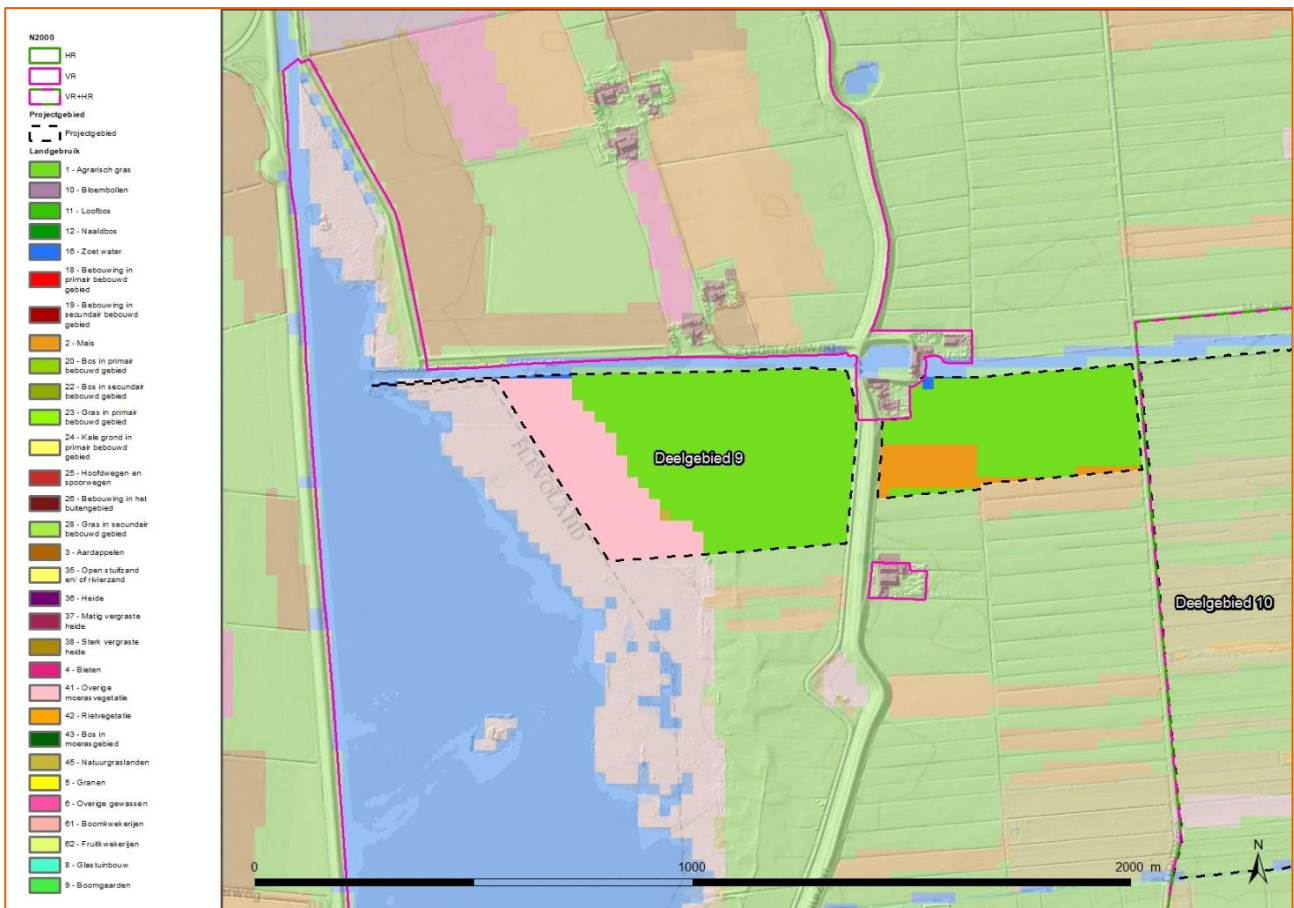 N2000
HR
VR
VR+HR
Projectgebied
Projectgebied
Landgebruik
1 - Agrarisch gras
10 - Bloembollen
11 - Loofbos
12 - Naaldbos
16 - Zoet water
18 - Bebouwing in
primair bebouwd
gebied
19 - Bebouwing in
secundair bebouwd
gebied
2 - Mais
20 - Bos in primair
bebouwd gebied
22 - Bos in secundair
bebouwd gebied
23 - Gras in primair
bebouwd gebied
24 - Kale grond in
primair bebouwd
gebied
25 - Hoofdwegen en
spoorwegen
26 - Bebouwing in het
buitengebied
28 - Gras in secundair
bebouwd gebied
3 - Aardappelen
35 - Open stuifzand
en/ of rivierzand
36 - Heide
37 - Matig vergraste
heide
38 - Sterk vergraste
heide
4 - Bieten
41 - Overige
moerasvegetatie
42 - Rietvegetatie
43 - Bos in
moerasgebied
45 - Natuurgraslanden
5 - Granen
6 - Overige gewassen
61 - Boomkwekerijen
62 - Fruitkwekerijen
8 - Glastuinbouw
9 - Boomgaarden
Zuiderzeeweg
Deelgebied 9
FLEVOLAND
Deelgebied 10
0 1000 2000 m
N